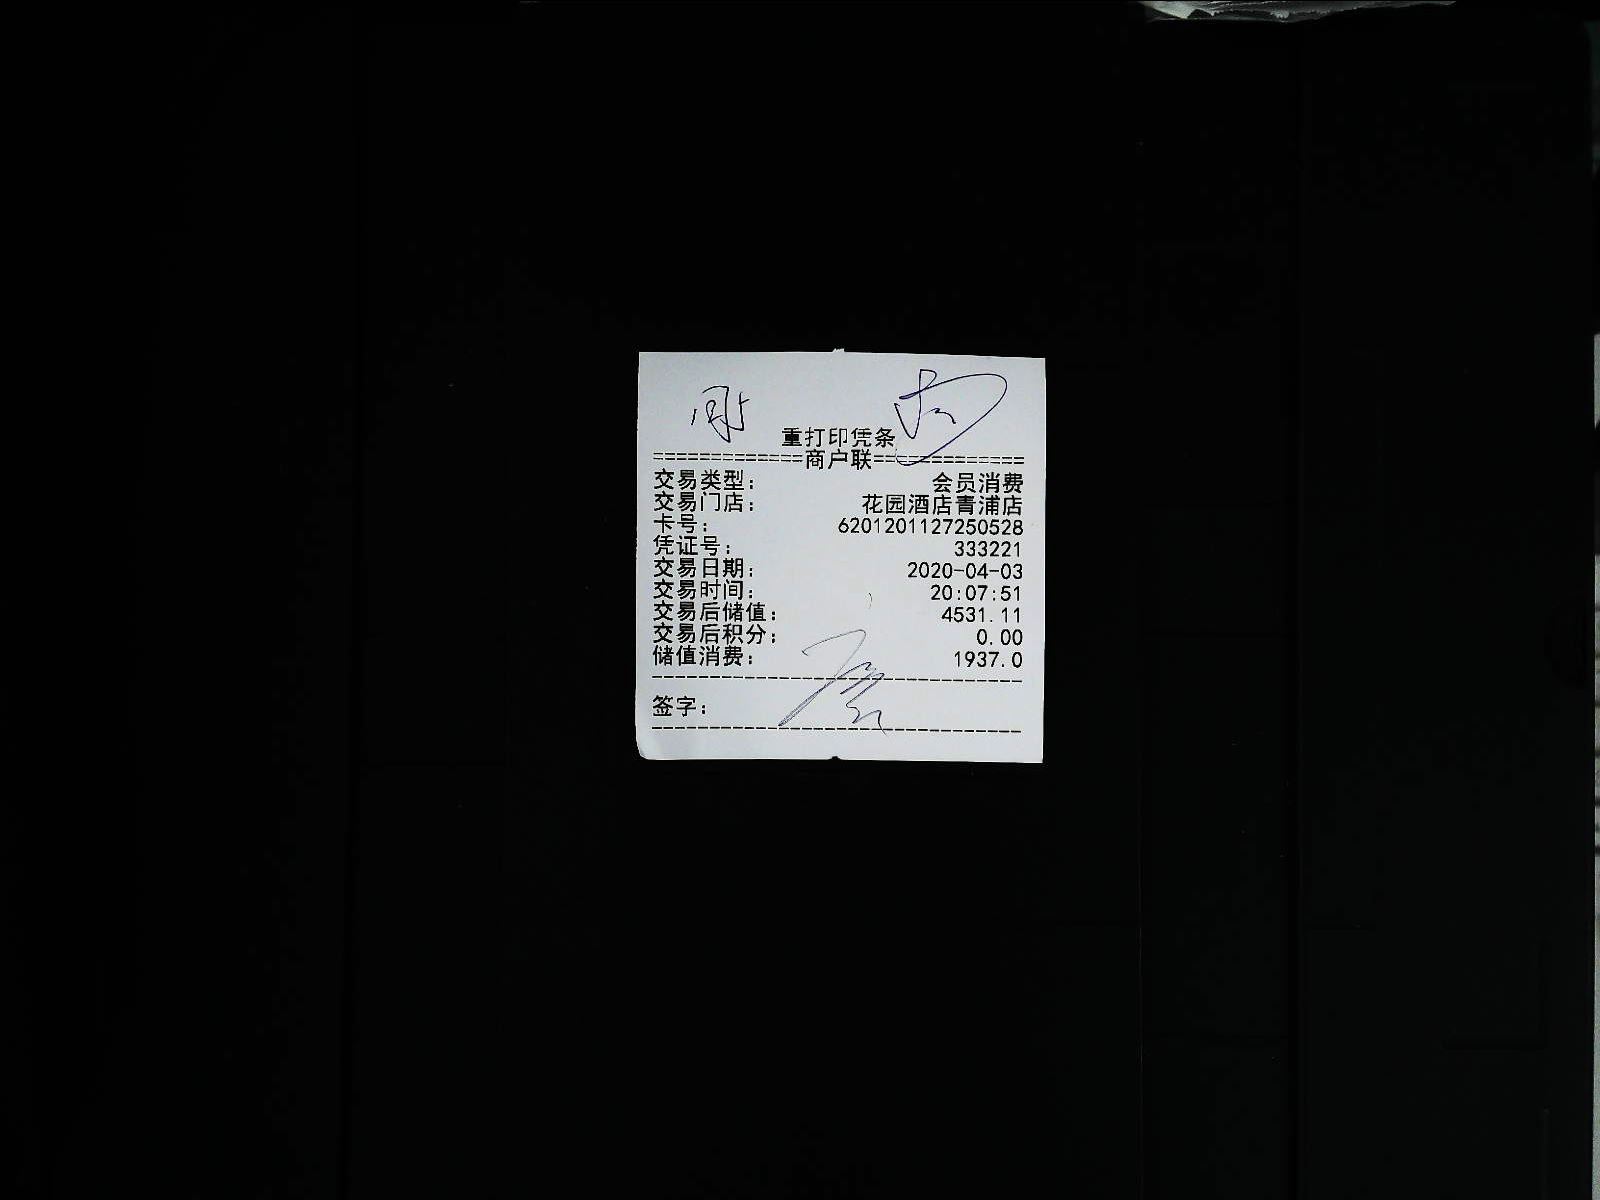 重打印凭条
=============商户联=============
交易类型: 会员消费
交易门店: 花园酒店青浦店
卡号: 6201201127250528
凭证号: 333221
交易日期: 2020-04-03
交易时间: 20:07:51
交易后储值: 4531.11
交易后积分: 0.00
储值消费: 1937.0
签字: